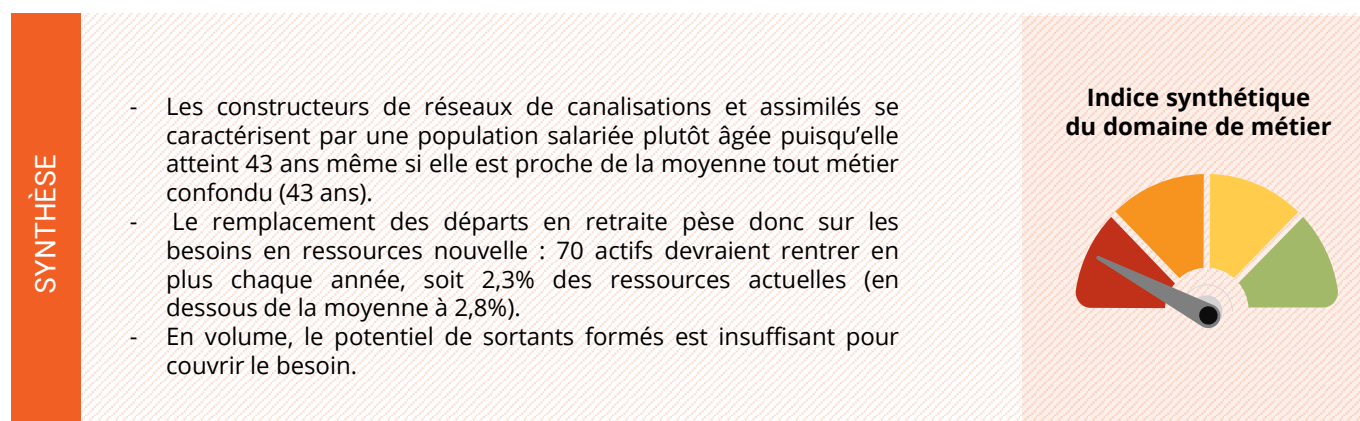 SYNTHÈSE
- Les constructeurs de réseaux de canalisations et assimilés se
caractérisent par une population salariée plutôt âgée puisqu’elle
atteint 43 ans même si elle est proche de la moyenne tout métier
confondu (43 ans).
- Le remplacement des départs en retraite pèse donc sur les
besoins en ressources nouvelle : 70 actifs devraient rentrer en
plus chaque année, soit 2,3% des ressources actuelles (en
dessous de la moyenne à 2,8%).
- En volume, le potentiel de sortants formés est insuffisant pour
couvrir le besoin.
Indice synthétique
du domaine de métier